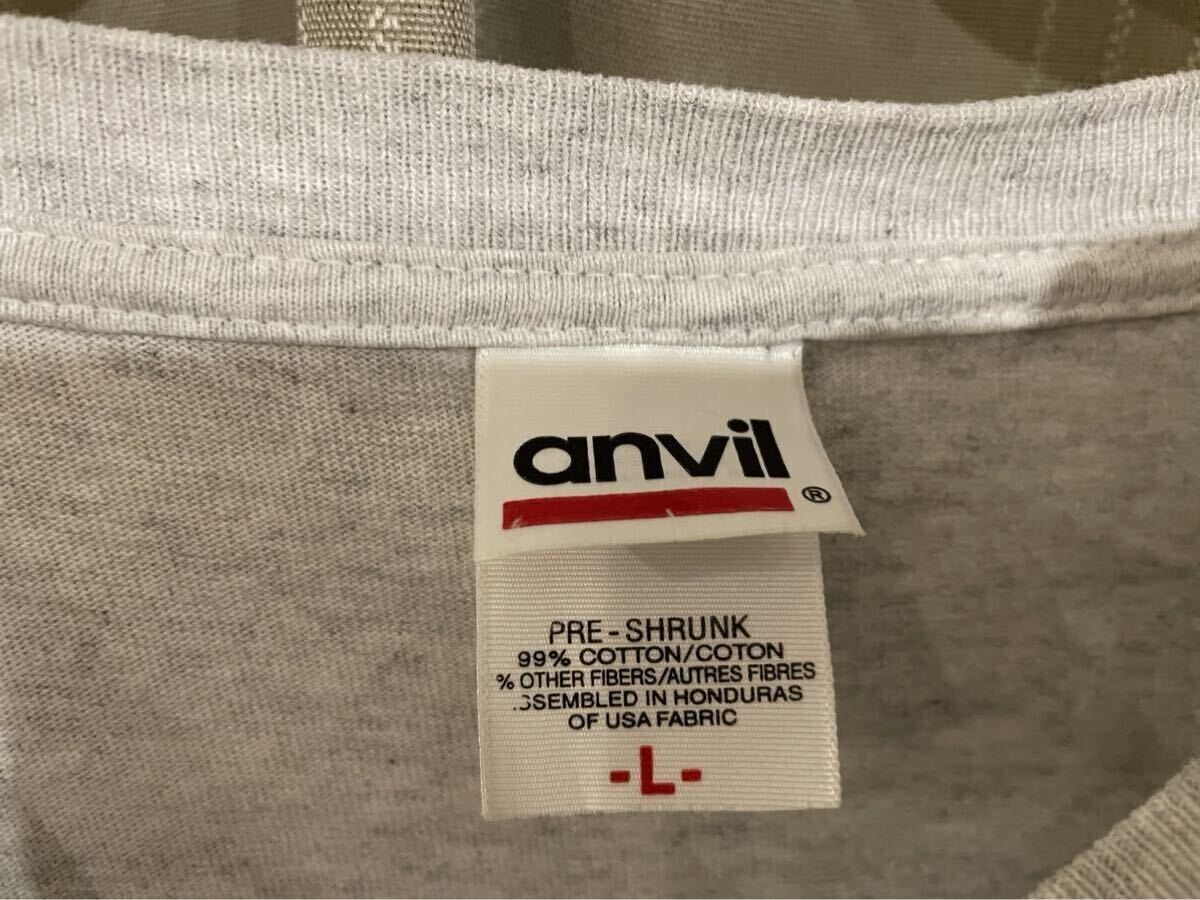 anvil
®
PRE-SHRUNK
99% COTTON/COTON
% OTHER FIBERS/AUTRES FIBRES
SSEMBLED IN HONDURAS
OF USA FABRIC
-L-